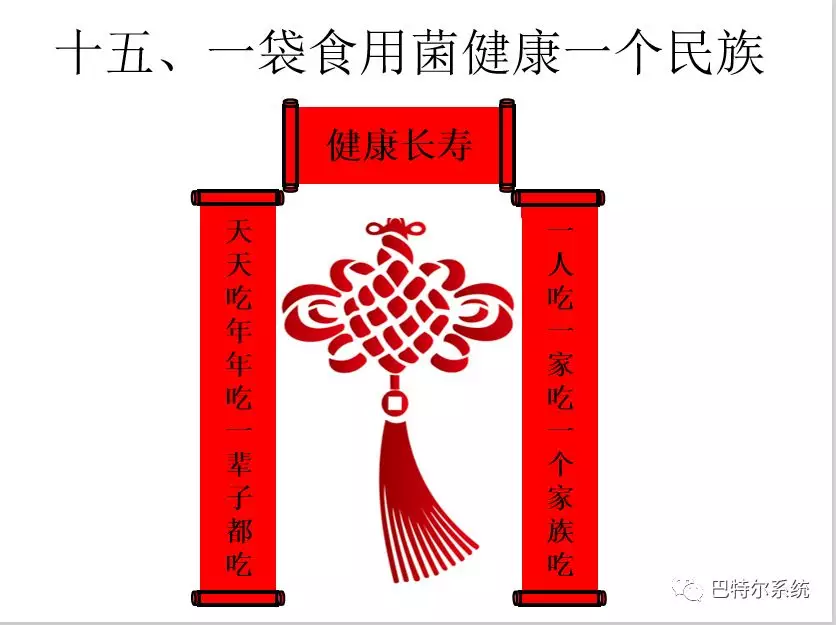 十五、一袋食用菌健康一个民族
健康长寿
天天吃年年吃一辈子都吃
一人吃一家吃一个家族吃
巴特尔系统